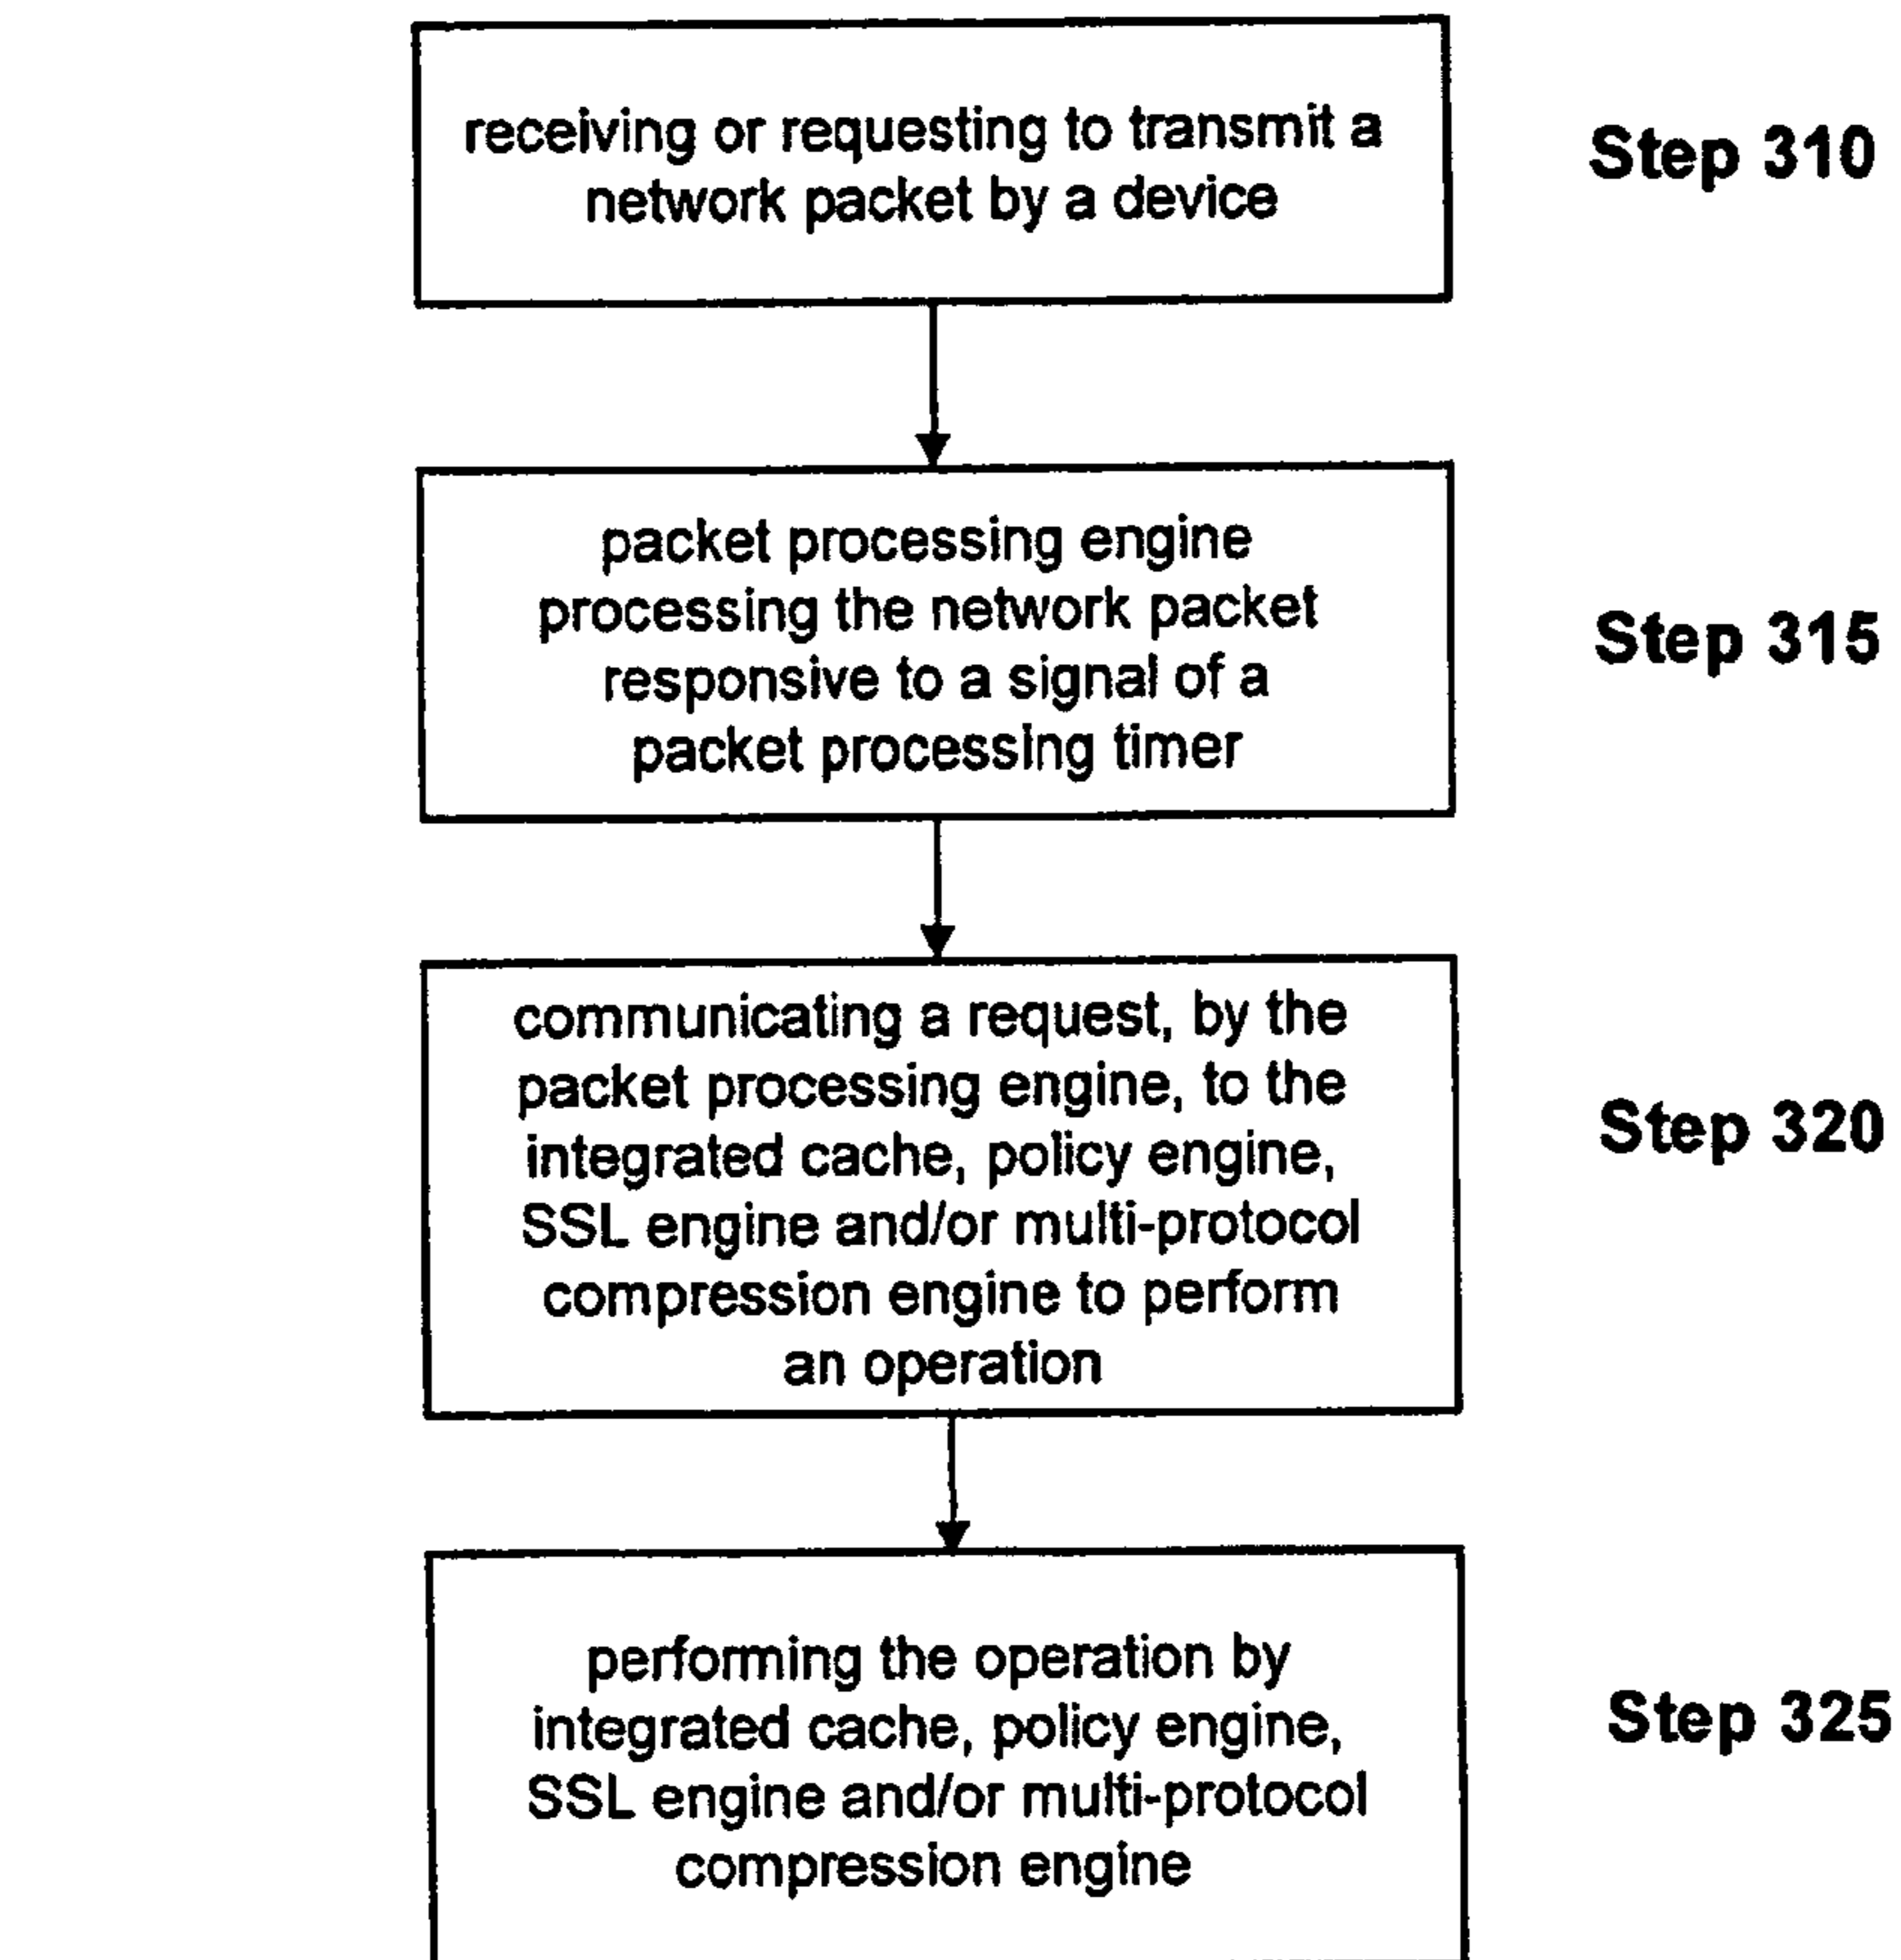 receiving or requesting to transmit a
network packet by a device
Step 310
packet processing engine
processing the network packet
responsive to a signal of a
packet processing timer
Step 315
communicating a request, by the
packet processing engine, to the
integrated cache, policy engine,
SSL engine and/or multi-protocol
compression engine to perform
an operation
Step 320
performing the operation by
integrated cache, policy engine,
SSL engine and/or multi-protocol
compression engine
Step 325